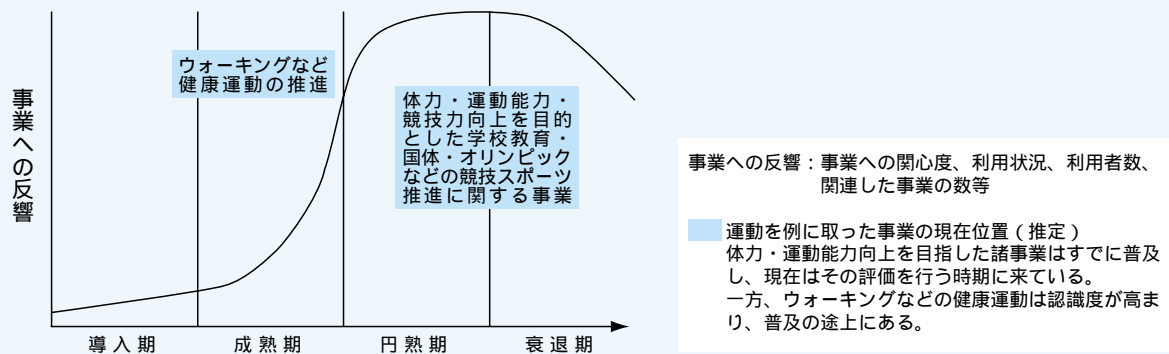 事業への反響
ウォーキングなど
健康運動の推進
体力・運動能力・
競技力向上を目的
とした学校教育・
国体・オリンピック
などの競技スポーツ
推進に関する事業
導入期
成熟期
円熟期
衰退期
事業への反響：事業への関心度、利用状況、利用者数、
関連した事業の数等
運動を例に取った事業の現在位置（推定）
体力・運動能力向上を目指した諸事業はすでに普及
し、現在はその評価を行う時期に来ている。
一方、ウォーキングなどの健康運動は認識度が高ま
り、普及の途上にある。